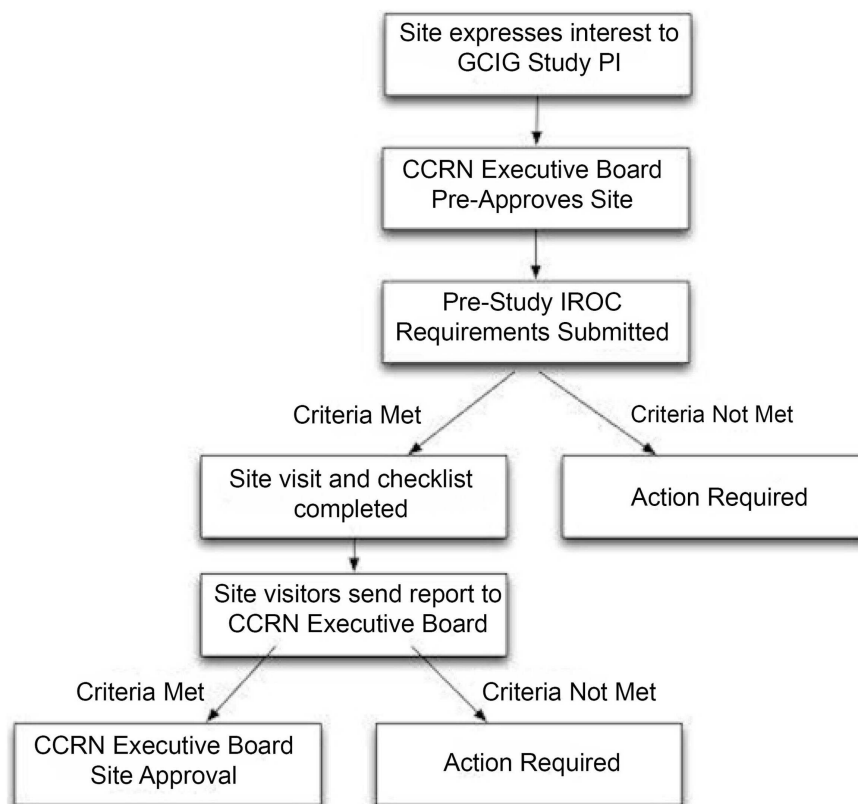 Site expresses interest to
GCIG Study PI
CCRN Executive Board
Pre-Approves Site
Pre-Study IROC
Requirements Submitted
Criteria Met
Criteria Not Met
Site visit and checklist
completed
Action Required
Site visitors send report to
CCRN Executive Board
Criteria Met
Criteria Not Met
CCRN Executive Board
Site Approval
Action Required